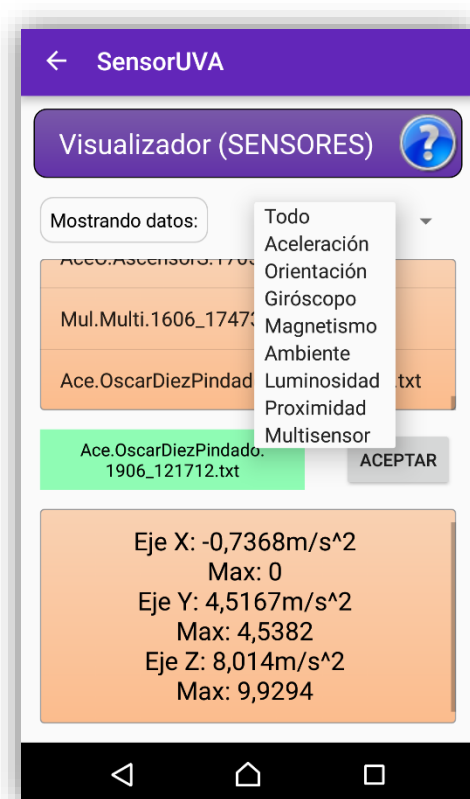 SensorUVA
Visualizador (SENSORES)
Mostrando datos:
Todo
Aceleración
Orientación
Giróscopo
Magnetismo
Ambiente
Luminosidad
Proximidad
Multisensor
Mul.Multi.1606_1747
Ace.OscarDiezPindad .txt
Ace.OscarDiezPindado.
1906_121712.txt
ACEPTAR
Eje X: -0,7368m/s^2
Max: 0
Eje Y: 4,5167m/s^2
Max: 4,5382
Eje Z: 8,014m/s^2
Max: 9,9294